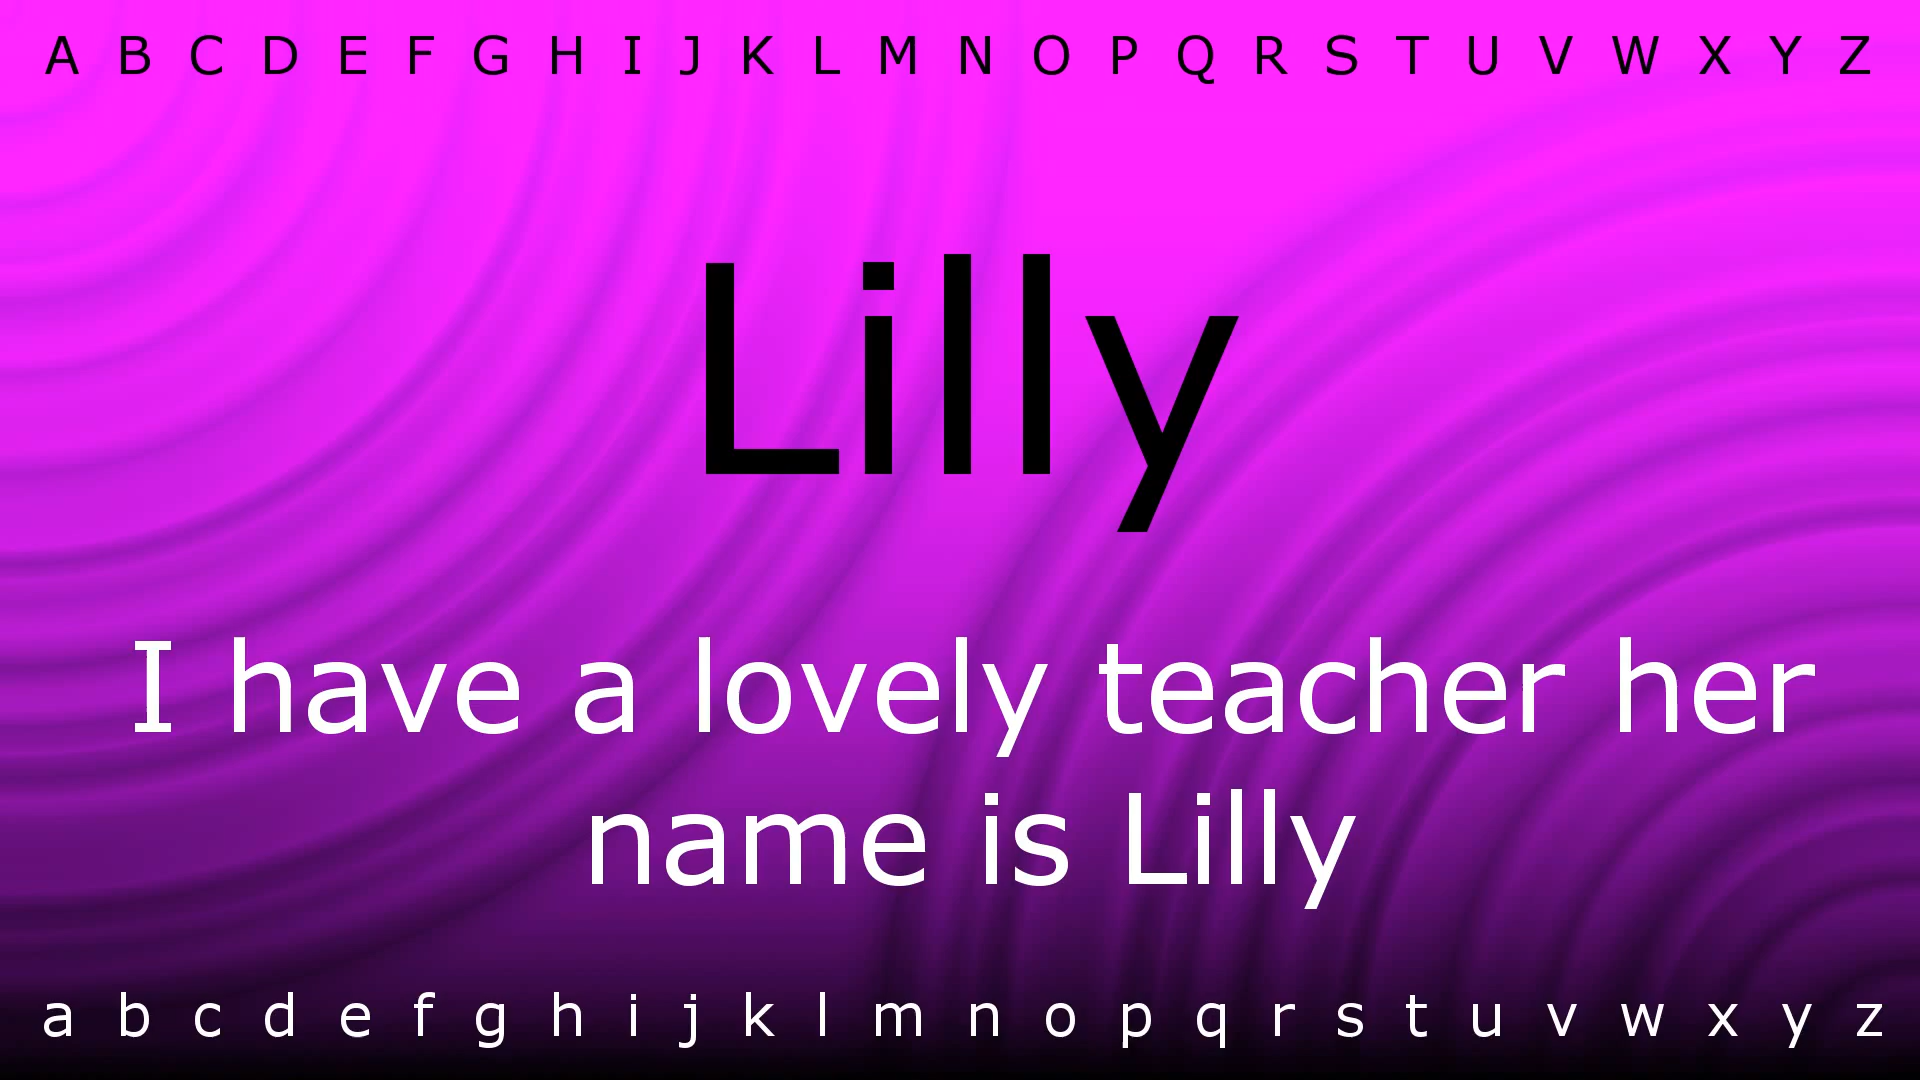 A B C D E F G H I J K L M N O P Q R S T U V W X Y Z
Lilly
I have a lovely teacher her
name is Lilly
a b c d e f g h i j k l m n o p q r s t u v w x y z